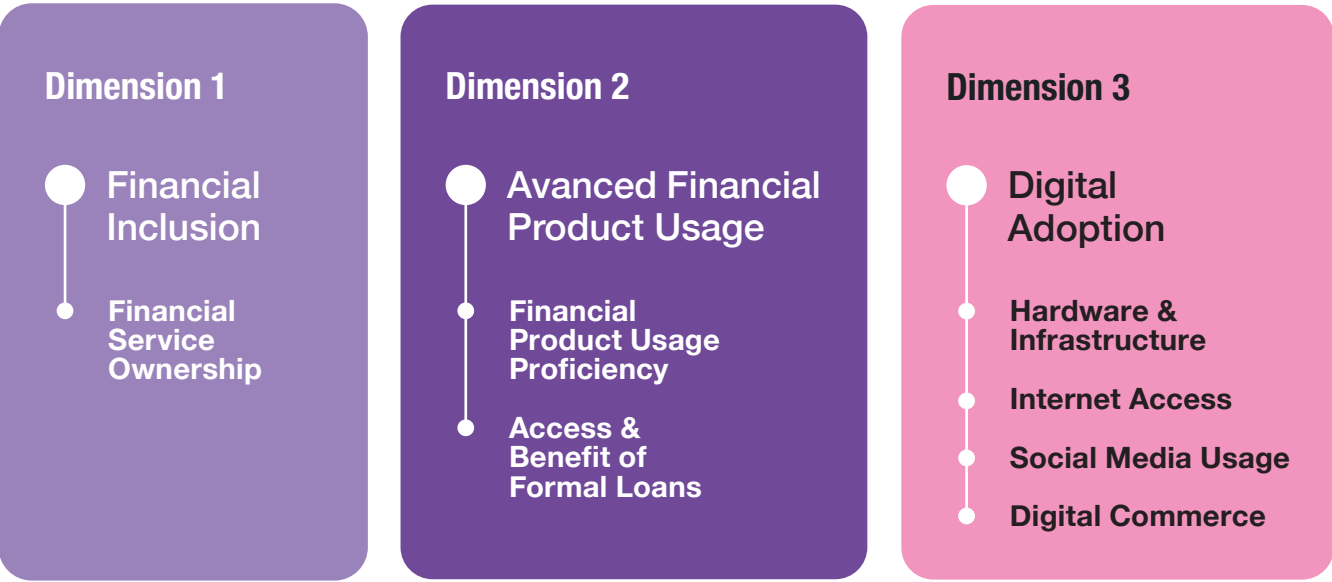 Dimension 1
Financial
Inclusion
Financial
Service
Ownership
Dimension 2
Avanced Financial
Product Usage
Financial
Product Usage
Proficiency
Access &
Benefit of
Formal Loans
Dimension 3
Digital
Adoption
Hardware &
Infrastructure
Internet Access
Social Media Usage
Digital Commerce